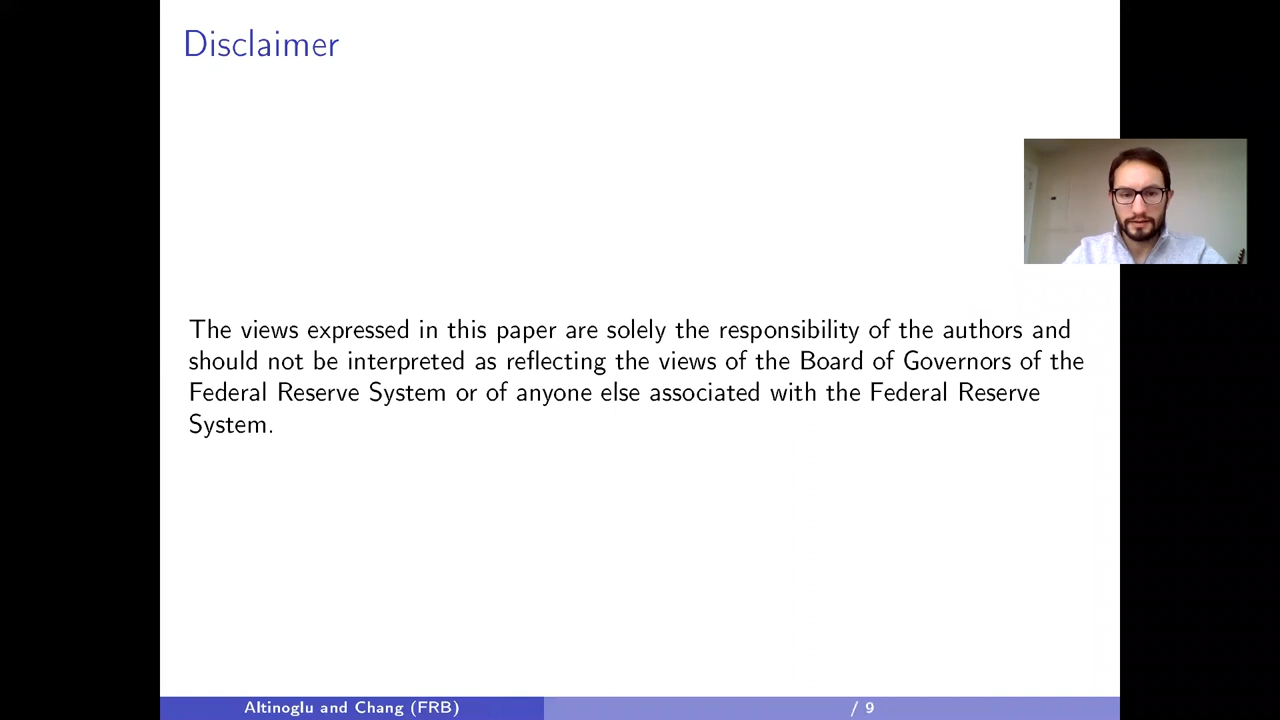 Disclaimer
The views expressed in this paper are solely the responsibility of the authors and
should not be interpreted as reflecting the views of the Board of Governors of the
Federal Reserve System or of anyone else associated with the Federal Reserve
System.
Altinoglu and Chang (FRB)
/ 9